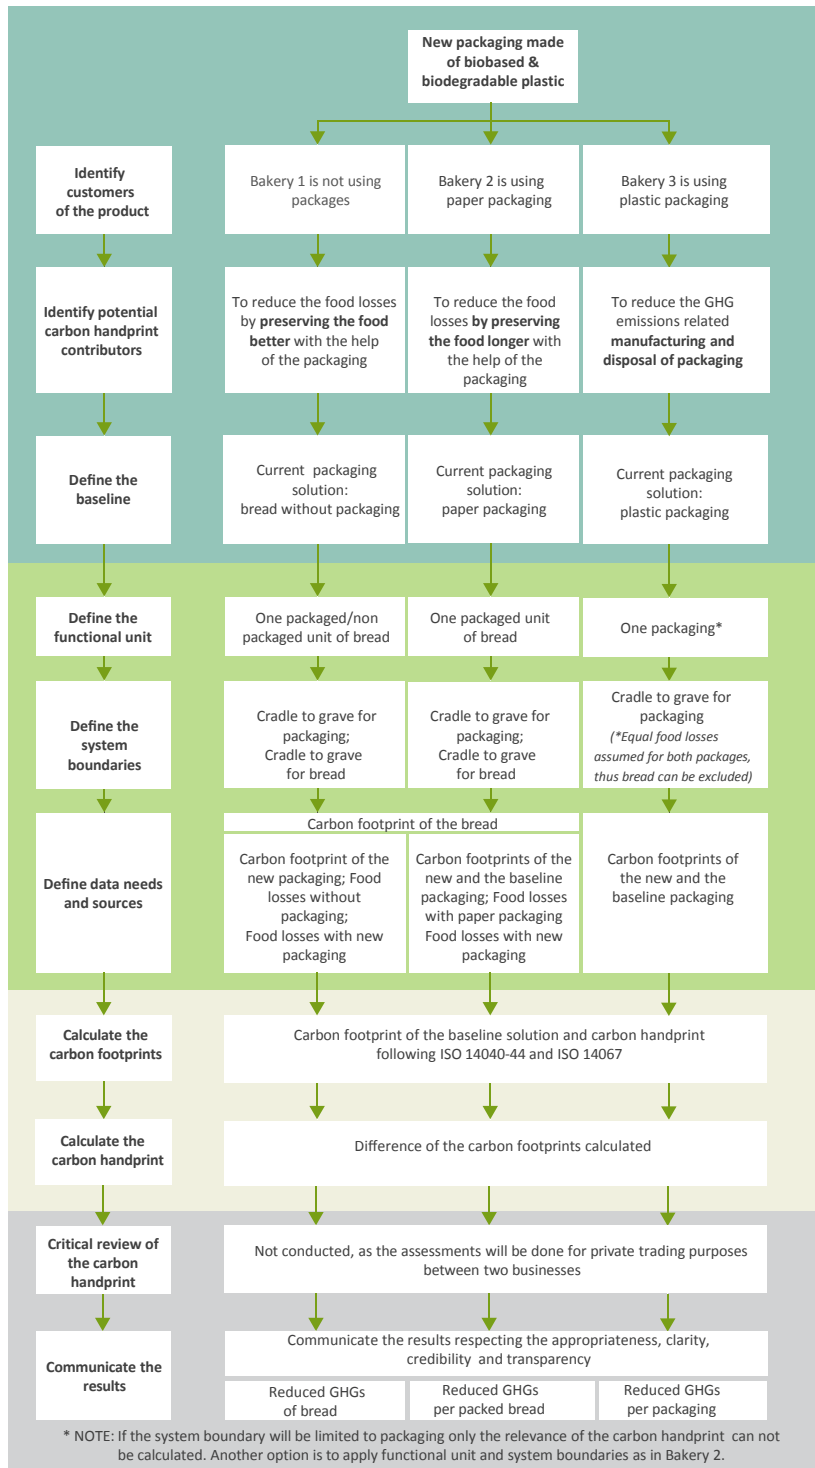 New packaging made
of biobased &
biodegradable plastic
Identify
customers
of the product
Bakery 1 is not using
packages
Bakery 2 is using
paper packaging
Bakery 3 is using
plastic packaging
Identify potential
carbon handprint
contributors
To reduce the food losses
by preserving the food
better with the help
of the packaging
To reduce the food
losses by preserving
the food longer with
the help of the
packaging
To reduce the GHG
emissions related
manufacturing and
disposal of packaging
Define the
baseline
Current packaging
solution:
bread without packaging
Current packaging
solution:
paper packaging
Current packaging
solution:
plastic packaging
Define the
functional unit
One packaged/non
packaged unit of bread
One packaged unit
of bread
One packaging*
Define the
system
boundaries
Cradle to grave for
packaging;
Cradle to grave
for bread
Cradle to grave for
packaging;
Cradle to grave
for bread
Cradle to grave for
packaging
(*Equal food losses
assumed for both packages,
thus bread can be excluded)
Define data needs
and sources
Carbon footprint of the bread
Carbon footprint of the
new packaging; Food
losses without
packaging;
Food losses with new
packaging
Carbon footprints of the
new and the baseline
packaging; Food losses
with paper packaging
Food losses with new
packaging
Carbon footprints of
the new and the
baseline packaging
Calculate the
carbon footprints
Carbon footprint of the baseline solution and carbon handprint
following ISO 14040-44 and ISO 14067
Calculate the
carbon handprint
Difference of the carbon footprints calculated
Critical review of
the carbon
handprint
Not conducted, as the assessments will be done for private trading purposes
between two businesses
Communicate the
results
Communicate the results respecting the appropriateness, clarity,
credibility and transparency
Reduced GHGs
of bread
Reduced GHGs
per packed bread
Reduced GHGs
per packaging
* NOTE: If the system boundary will be limited to packaging only the relevance of the carbon handprint can not
be calculated. Another option is to apply functional unit and system boundaries as in Bakery 2.